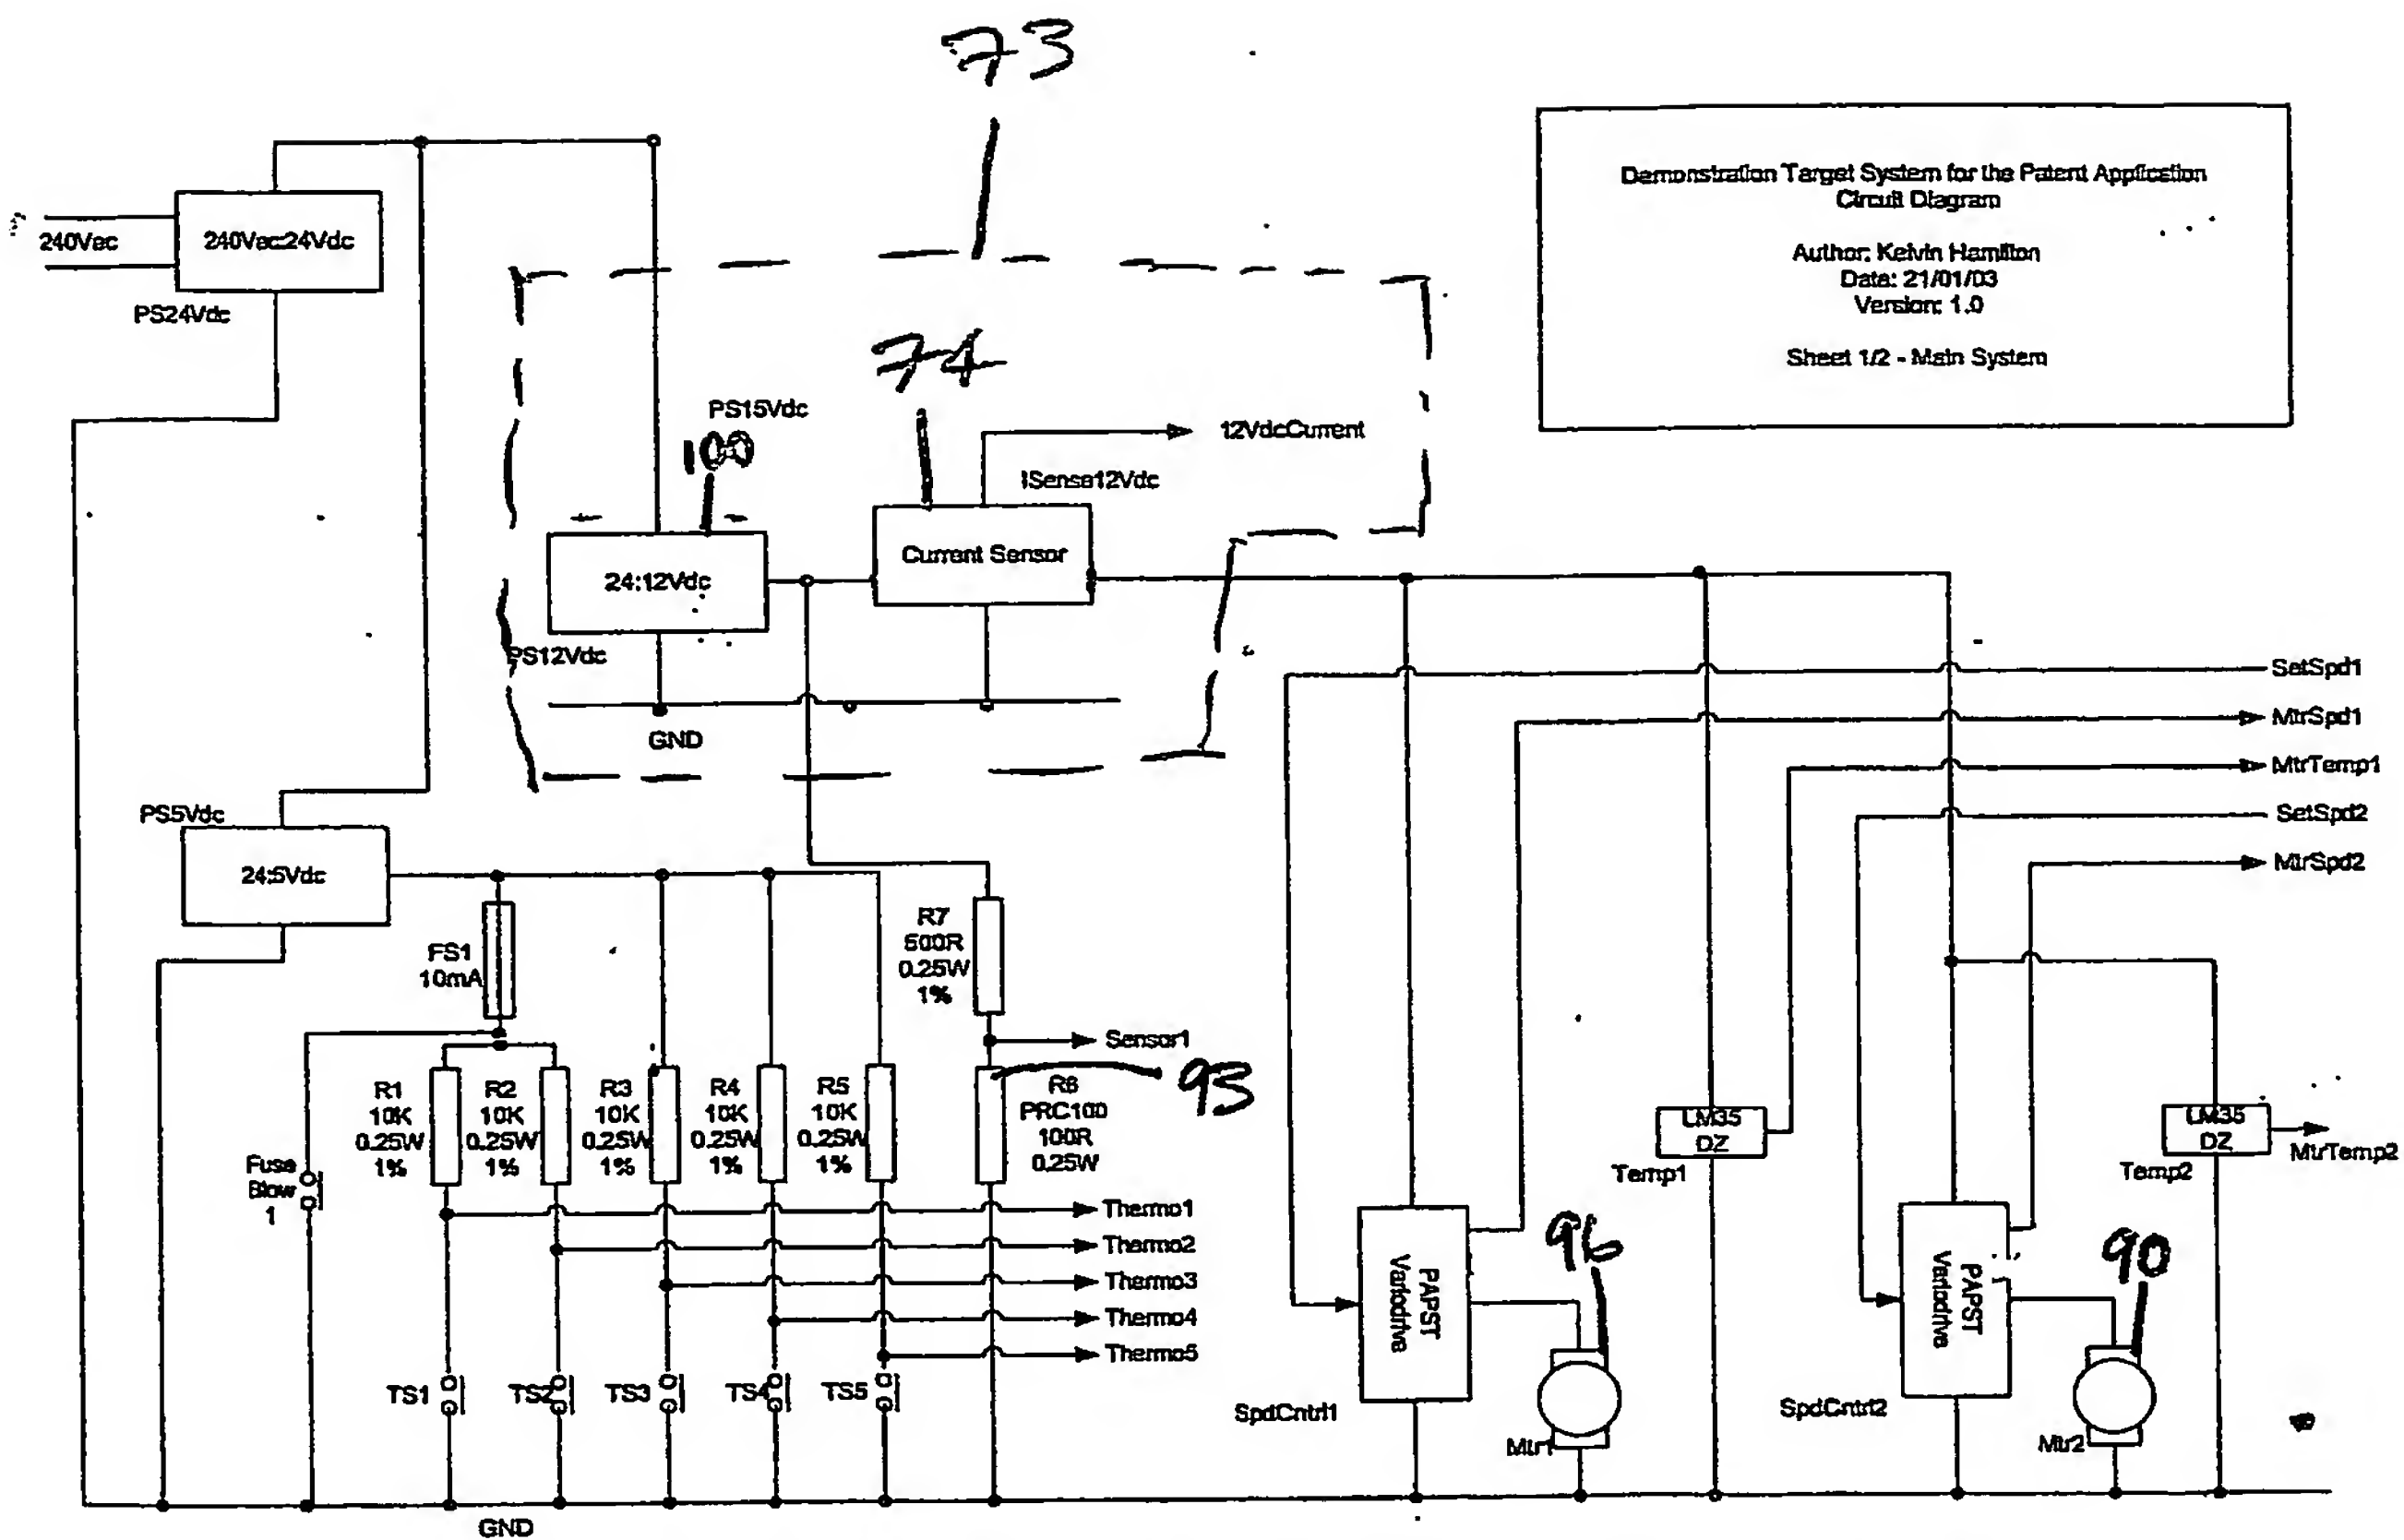 73
Demonstration Target System for the Patent Application
Circuit Diagram
Author: Kelvin Hamilton
Date: 21/01/03
Version: 1.0
Sheet 1/2 - Main System
240Vac
240Vac:24Vdc
PS24Vdc
74
PS15Vdc
100
12VdcCurrent
ISense12Vdc
24:12Vdc
Current Sensor
PS12Vdc
GND
SetSpd1
MtrSpd1
MtrTemp1
SetSpd2
MtrSpd2
PS5Vdc
24:5Vdc
FS1
10mA
R7
500R
0.25W
1%
Sensor1
93
R1
10K
0.25W
1%
R2
10K
0.25W
1%
R3
10K
0.25W
1%
R4
10K
0.25W
1%
R5
10K
0.25W
1%
R6
PRC100
100R
0.25W
Fuse
Blow
1
Thermo1
Thermo2
Thermo3
Thermo4
Thermo5
TS1
TS2
TS3
TS4
TS5
LM35
DZ
Temp1
LM35
DZ
Temp2
MtrTemp2
PAPST
Variodrive
96
SpdCntrl1
Mtr1
PAPST
Variodrive
90
SpdCntrl2
Mtr2
GND